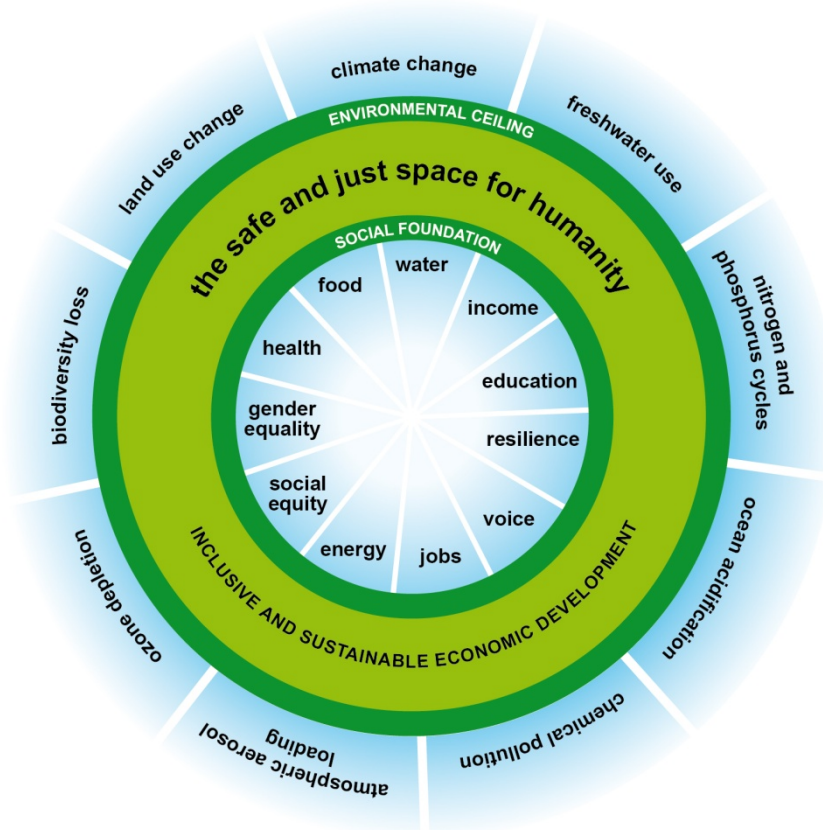 climate change
freshwater use
nitrogen and
phosphorus cycles
ocean acidification
chemical pollution
atmospheric aerosol
loading
ozone depletion
biodiversity loss
land use change
ENVIRONMENTAL CEILING
the safe and just space for humanity
SOCIAL FOUNDATION
water
income
education
resilience
voice
jobs
energy
social
equity
gender
equality
health
food
INCLUSIVE AND SUSTAINABLE ECONOMIC DEVELOPMENT